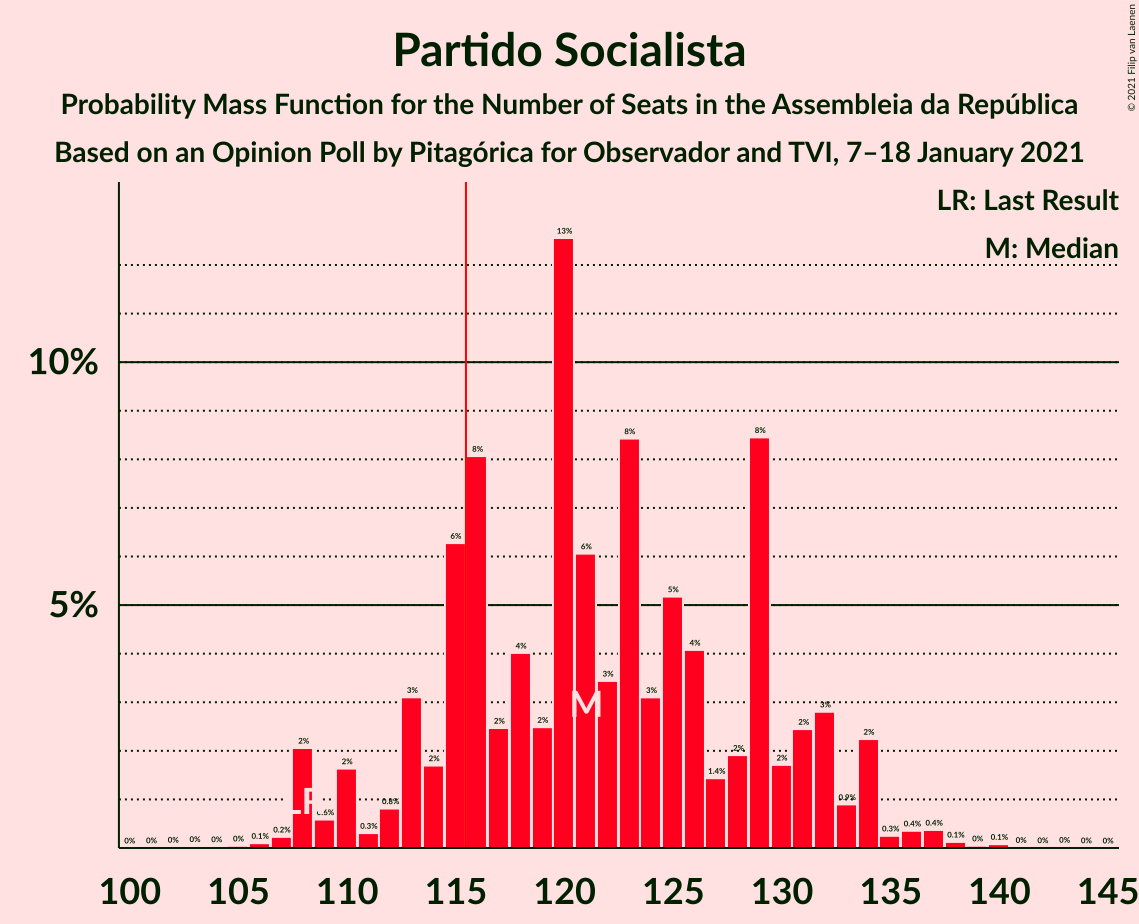 © 2021 Filip van Laenen
Partido Socialista
Probability Mass Function for the Number of Seats in the Assembleia da República
Based on an Opinion Poll by Pitagórica for Observador and TVI, 7–18 January 2021
LR: Last Result
M: Median
10%
5%
0% 0% 0% 0% 0% 0% 0.1% 0.2% 2% 0.6% 2% 0.3% 0.8% 3% 2% 6% 8% 2% 4% 2% 13% 6% 3% 8% 3% 5% 4% 1.4% 2% 8% 2% 2% 3% 0.9% 2% 0.3% 0.4% 0.4% 0.1% 0% 0.1% 0% 0% 0% 0% 0%
LR
M
100 105 110 115 120 125 130 135 140 145